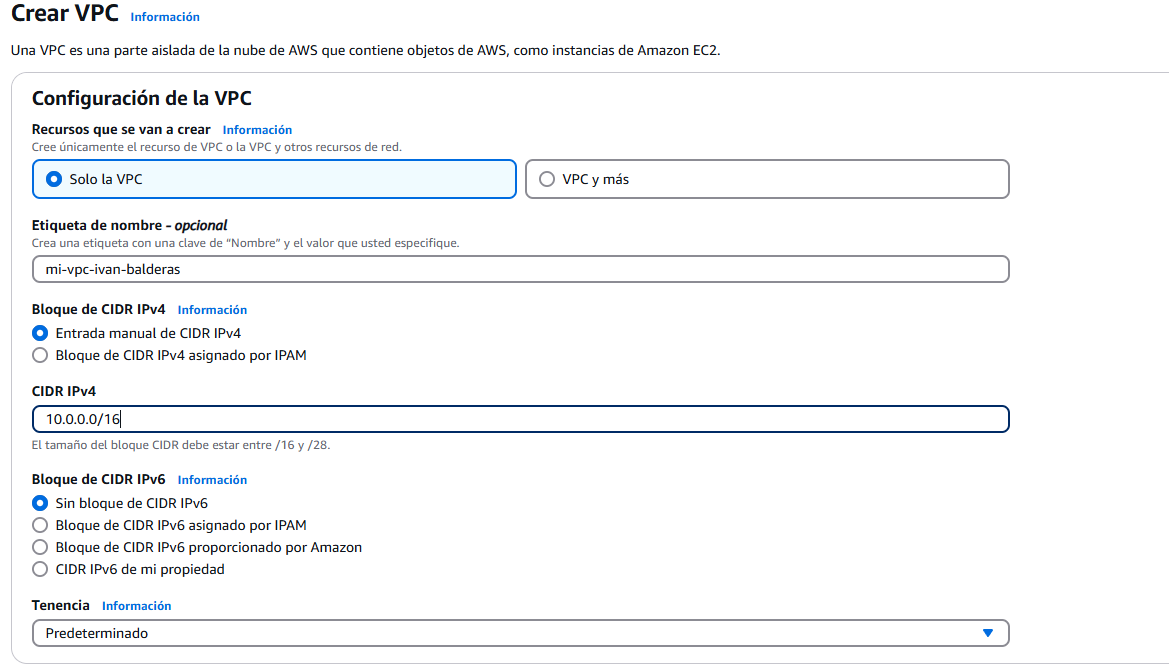 Crear VPC Información
Una VPC es una parte aislada de la nube de AWS que contiene objetos de AWS, como instancias de Amazon EC2.
Configuración de la VPC
Recursos que se van a crear Información
Cree únicamente el recurso de VPC o la VPC y otros recursos de red.
Solo la VPC VPC y más
Etiqueta de nombre - opcional
Crea una etiqueta con una clave de “Nombre” y el valor que usted especifique.
mi-vpc-ivan-balderas
Bloque de CIDR IPv4 Información
Entrada manual de CIDR IPv4
Bloque de CIDR IPv4 asignado por IPAM
CIDR IPv4
10.0.0.0/16
El tamaño del bloque CIDR debe estar entre /16 y /28.
Bloque de CIDR IPv6 Información
Sin bloque de CIDR IPv6
Bloque de CIDR IPv6 asignado por IPAM
Bloque de CIDR IPv6 proporcionado por Amazon
CIDR IPv6 de mi propiedad
Tenencia Información
Predeterminado